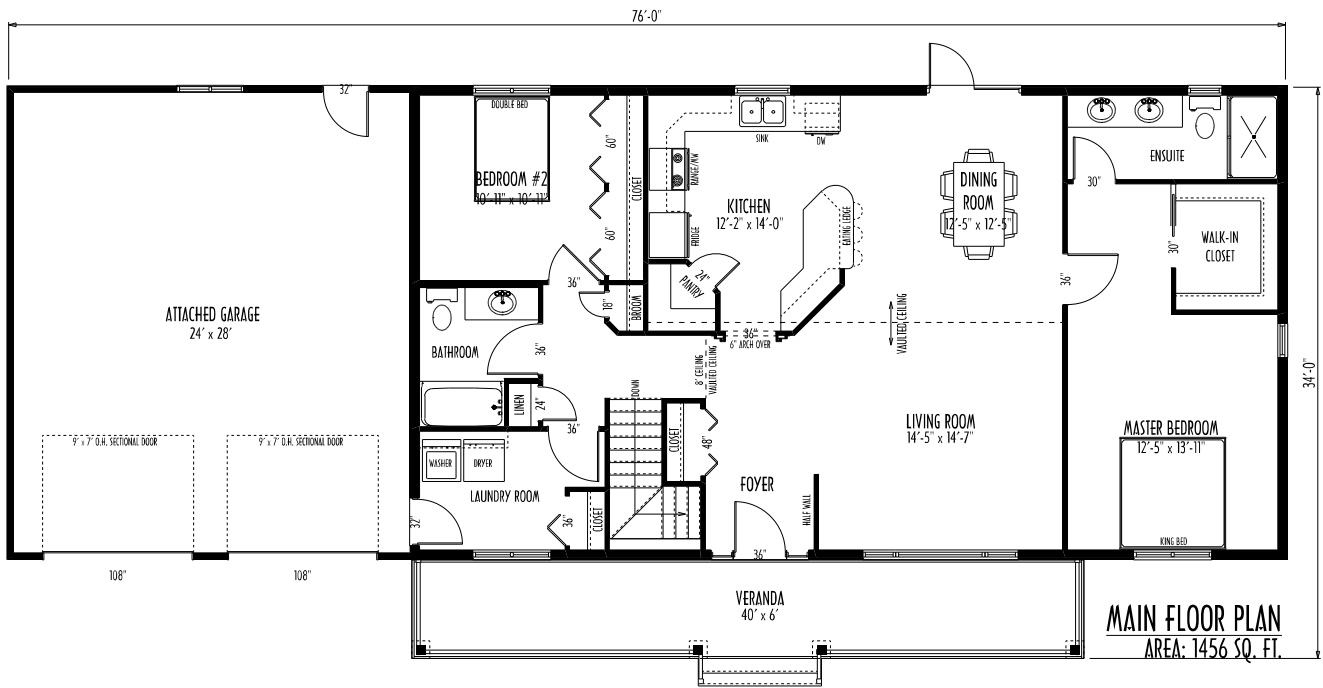 76'-0"
32"
DOUBLE BED
BEDROOM #2
10'-11" x 10'-11"
60"
60"
CLOSET
36"
18"
BROOM
SINK
DW
RANGE/MW
FRIDGE
KITCHEN
12'-2" x 14'-0"
EATING LEDGE
24"
PANTRY
36"
6" ARCH OVER
DINING
ROOM
12'-5" x 12'-5"
VAULTED CEILING
ENSUITE
30"
30"
WALK-IN
CLOSET
36"
34'-0"
ATTACHED GARAGE
24' x 28'
9' x 7' O.H. SECTIONAL DOOR
9' x 7' O.H. SECTIONAL DOOR
108"
108"
BATHROOM
36"
LINEN
24"
36"
WASHER
DRYER
LAUNDRY ROOM
32"
36"
CLOSET
DOWN
8' CEILING
VAULTED CEILING
CLOSET
48"
FOYER
HALF WALL
36"
LIVING ROOM
14'-5" x 14'-7"
MASTER BEDROOM
12'-5" x 13'-11"
KING BED
VERANDA
40' x 6'
MAIN FLOOR PLAN
AREA: 1456 SQ. FT.